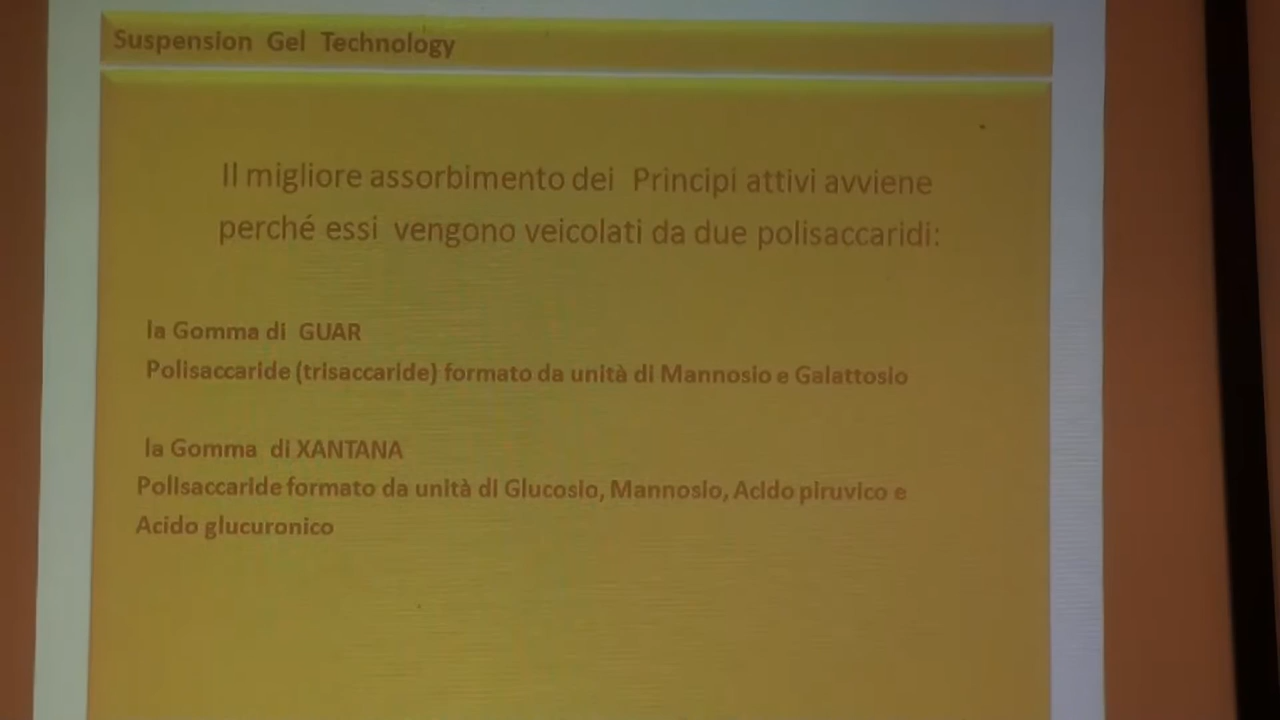 Suspension Gel Technology
Il migliore assorbimento dei Principi attivi avviene
perché essi vengono veicolati da due polisaccaridi:
la Gomma di GUAR
Polisaccaride (trisaccaride) formato da unità di Mannosio e Galattosio
la Gomma di XANTANA
Polisaccaride formato da unità di Glucosio, Mannosio, Acido piruvico e
Acido glucuronico